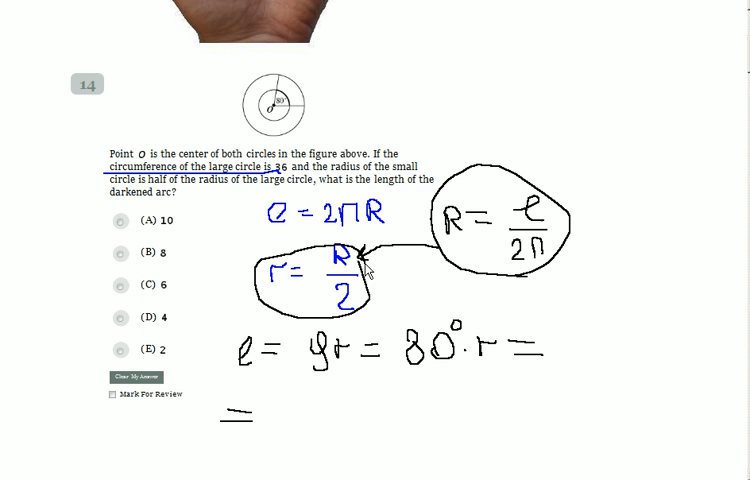 14
80°
O
Point O is the center of both circles in the figure above. If the
circumference of the large circle is 36 and the radius of the small
circle is half of the radius of the large circle, what is the length of the
darkened arc?
(A) 10
(B) 8
(C) 6
(D) 4
(E) 2
Clear My Answer
Mark For Review
e = 2πR
R = e/2π
r = R/2
e = φr = 80°·r =
=